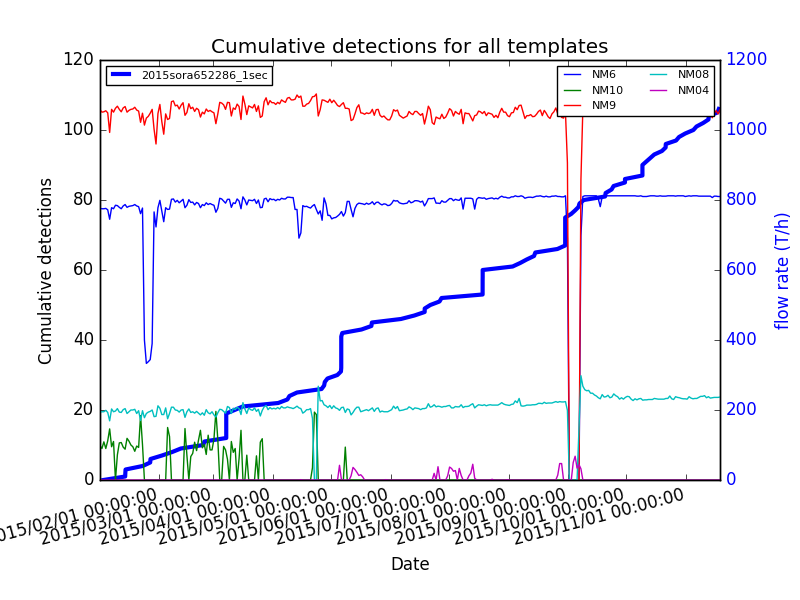 Cumulative detections for all templates
120
100
80
60
40
20
0
Cumulative detections
1200
1000
800
600
400
200
0
flow rate (T/h)
2015sora652286_1sec
NM6
NM10
NM9
NM08
NM04
2015/02/01 00:00:00
2015/03/01 00:00:00
2015/04/01 00:00:00
2015/05/01 00:00:00
2015/06/01 00:00:00
2015/07/01 00:00:00
2015/08/01 00:00:00
2015/09/01 00:00:00
2015/10/01 00:00:00
2015/11/01 00:00:00
Date